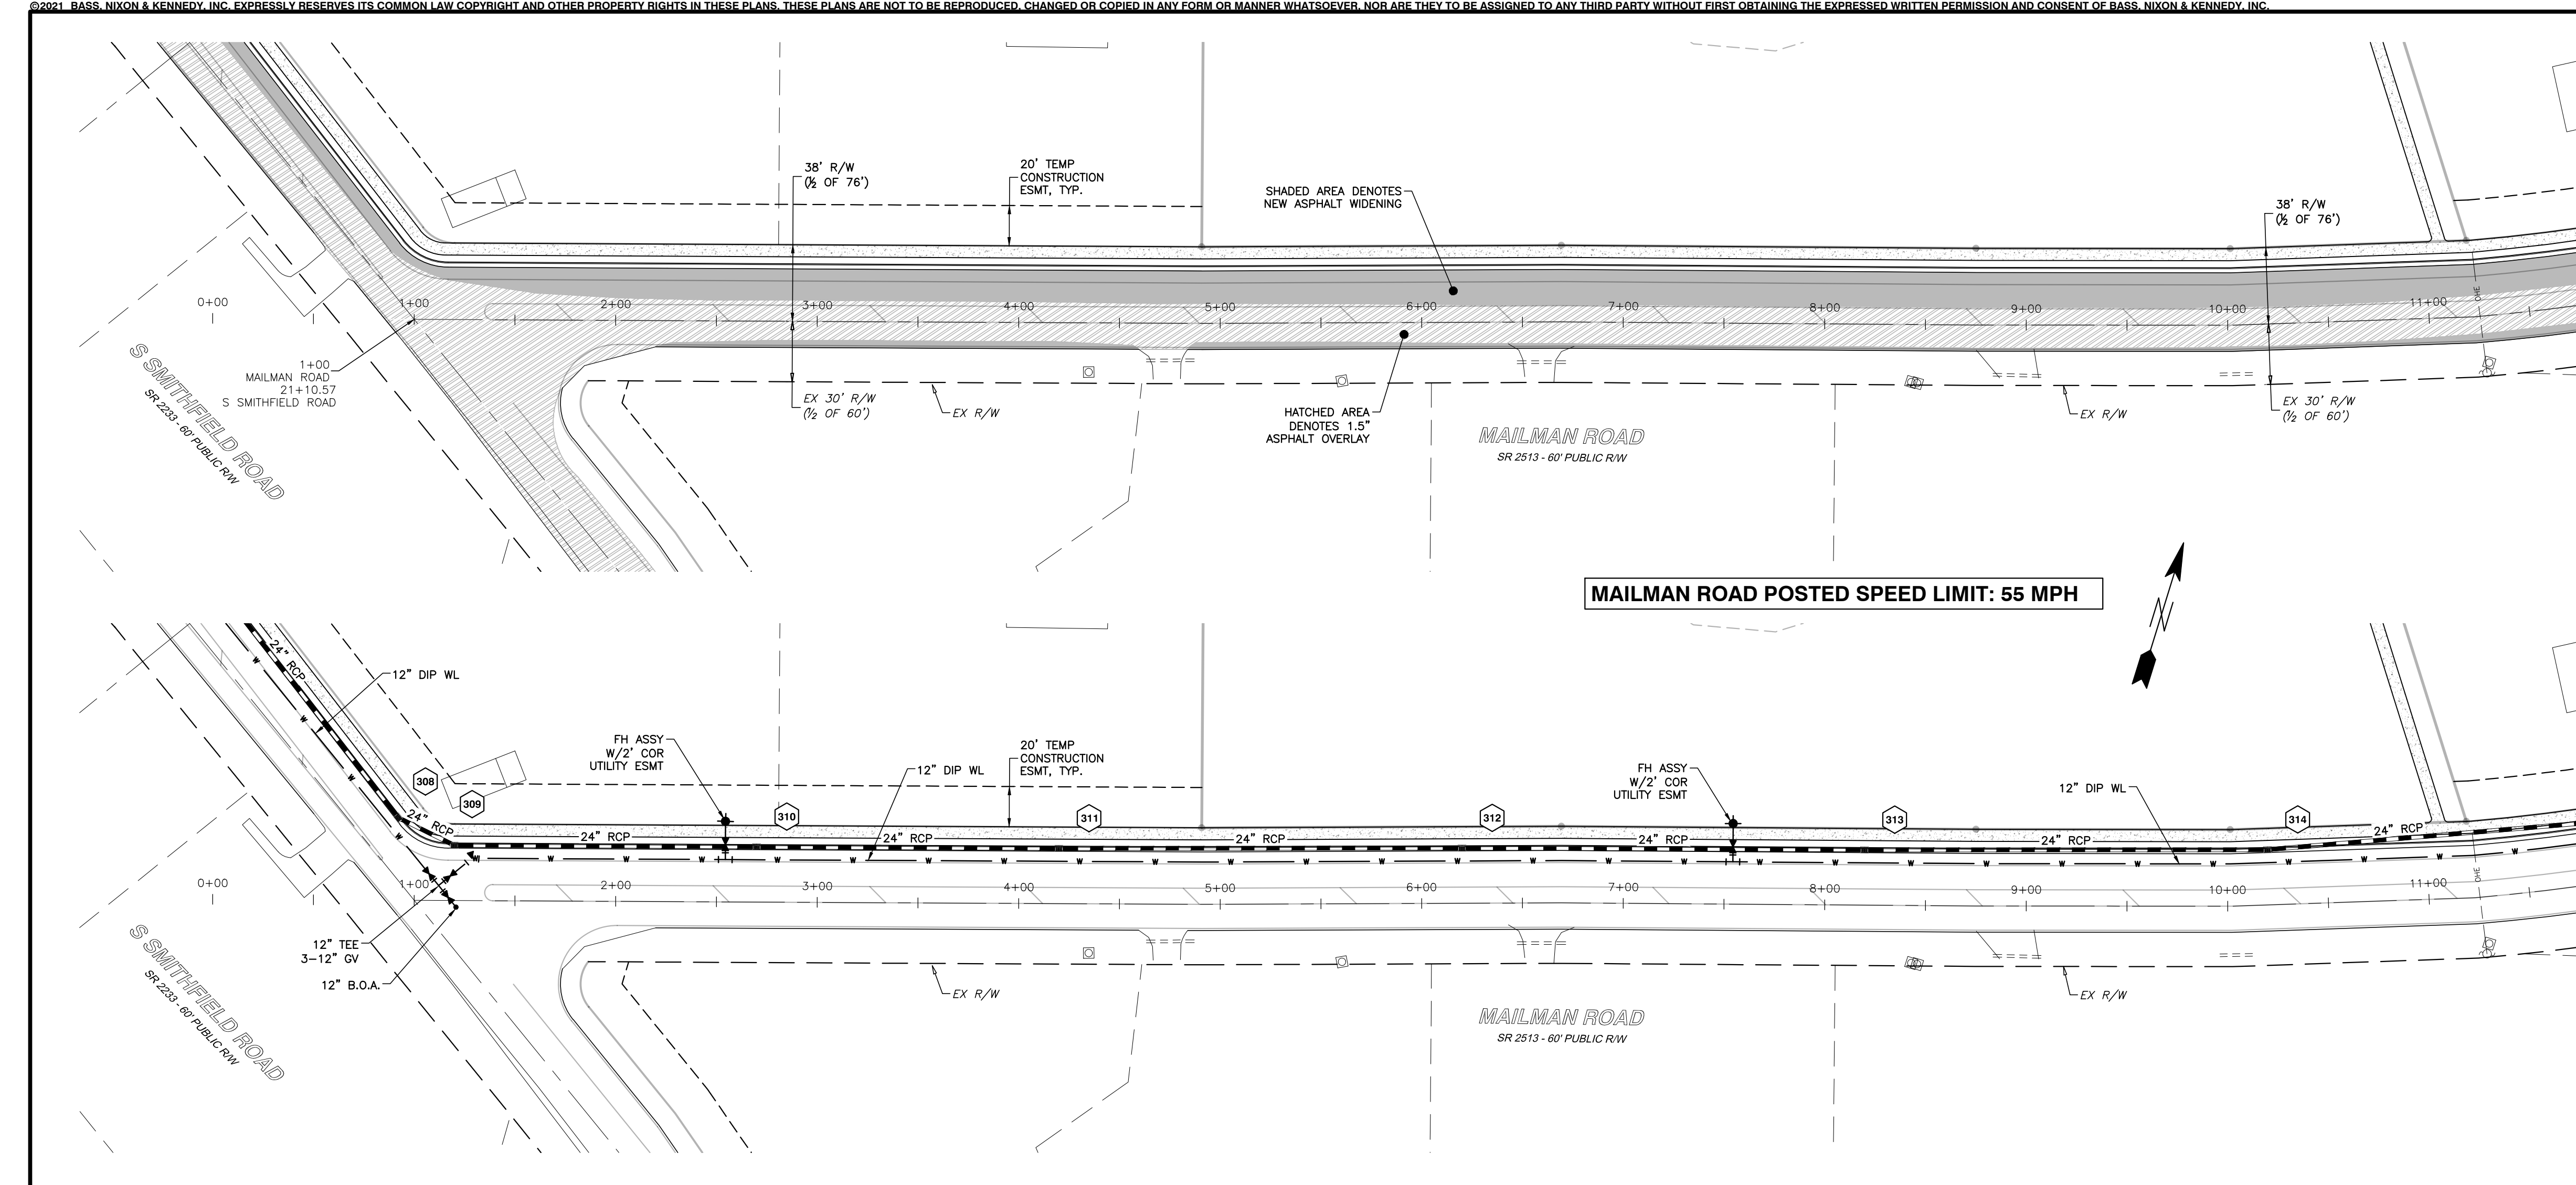 ©2021  BASS, NIXON & KENNEDY, INC. EXPRESSLY RESERVES ITS COMMON LAW COPYRIGHT AND OTHER PROPERTY RIGHTS IN THESE PLANS. THESE PLANS ARE NOT TO BE REPRODUCED, CHANGED OR COPIED IN ANY FORM OR MANNER WHATSOEVER, NOR ARE THEY TO BE ASSIGNED TO ANY THIRD PARTY WITHOUT FIRST OBTAINING THE EXPRESSED WRITTEN PERMISSION AND CONSENT OF BASS, NIXON & KENNEDY, INC.
38' R/W
(½ OF 76')
20' TEMP
CONSTRUCTION
ESMT, TYP.
SHADED AREA DENOTES
NEW ASPHALT WIDENING
38' R/W
(½ OF 76')
0+00
1+00
2+00
3+00
4+00
5+00
6+00
7+00
8+00
9+00
10+00
11+00
OHE
1+00
MAILMAN ROAD
21+10.57
S SMITHFIELD ROAD
S SMITHFIELD ROAD
SR 2233 - 60' PUBLIC R/W
EX 30' R/W
(½ OF 60')
EX R/W
HATCHED AREA
DENOTES 1.5"
ASPHALT OVERLAY
MAILMAN ROAD
SR 2513 - 60' PUBLIC R/W
EX R/W
EX 30' R/W
(½ OF 60')
MAILMAN ROAD POSTED SPEED LIMIT: 55 MPH
24" RCP
W
W
W
W
12" DIP WL
308
309
24" RCP
FH ASSY
W/2' COR
UTILITY ESMT
310
12" DIP WL
20' TEMP
CONSTRUCTION
ESMT, TYP.
311
312
FH ASSY
W/2' COR
UTILITY ESMT
313
12" DIP WL
314
24" RCP
24" RCP
24" RCP
24" RCP
24" RCP
24" RCP
W W W W W W W W W W W W W W W W W W W W W W W W W W W W
0+00
1+00
2+00
3+00
4+00
5+00
6+00
7+00
8+00
9+00
10+00
11+00
OHE
12" TEE
3-12" GV
12" B.O.A.
S SMITHFIELD ROAD
SR 2233 - 60' PUBLIC R/W
EX R/W
MAILMAN ROAD
SR 2513 - 60' PUBLIC R/W
EX R/W